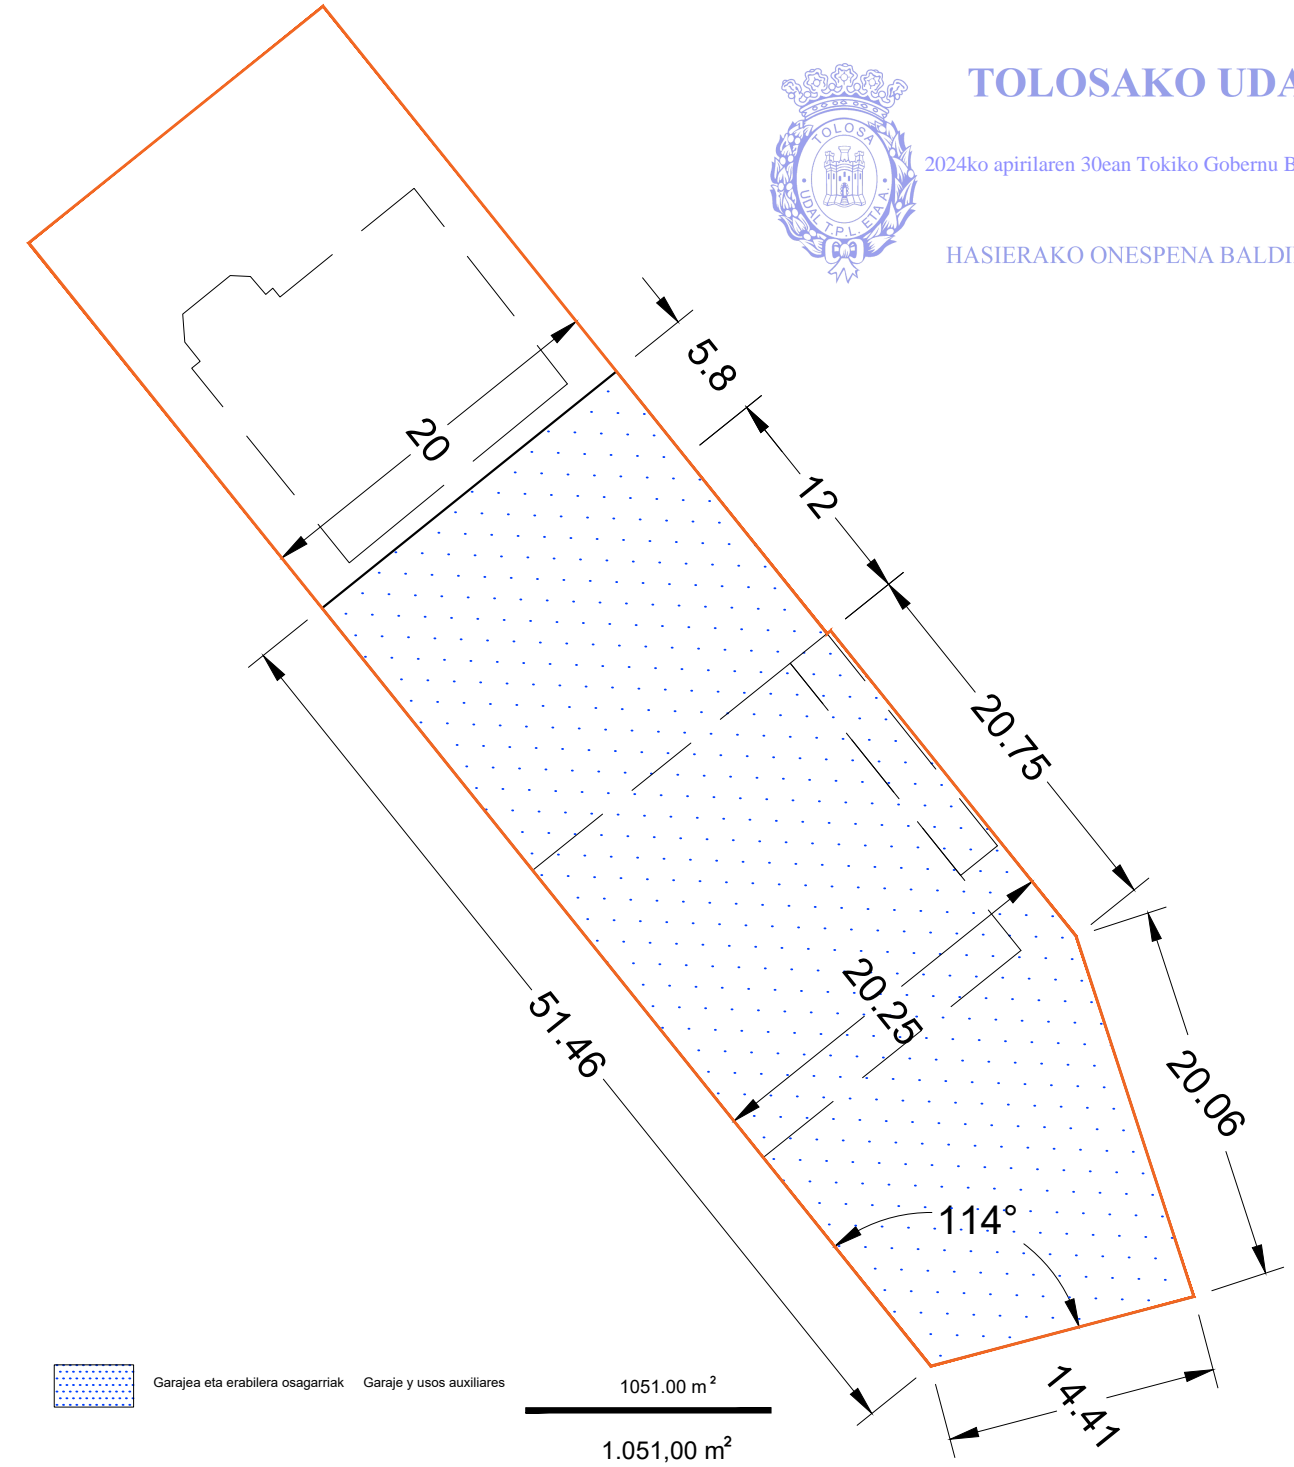 TOLOSAKO UDA
TOLOSA
UDAL T.P.L. ETA A.
2024ko apirilaren 30ean Tokiko Gobernu B
HASIERAKO ONESPENA BALDI
5.8
20
12
20.75
20.25
51.46
20.06
114°
14.41
Garajea eta erabilera osagarriak Garaje y usos auxiliares
1051.00 m²
1.051,00 m²